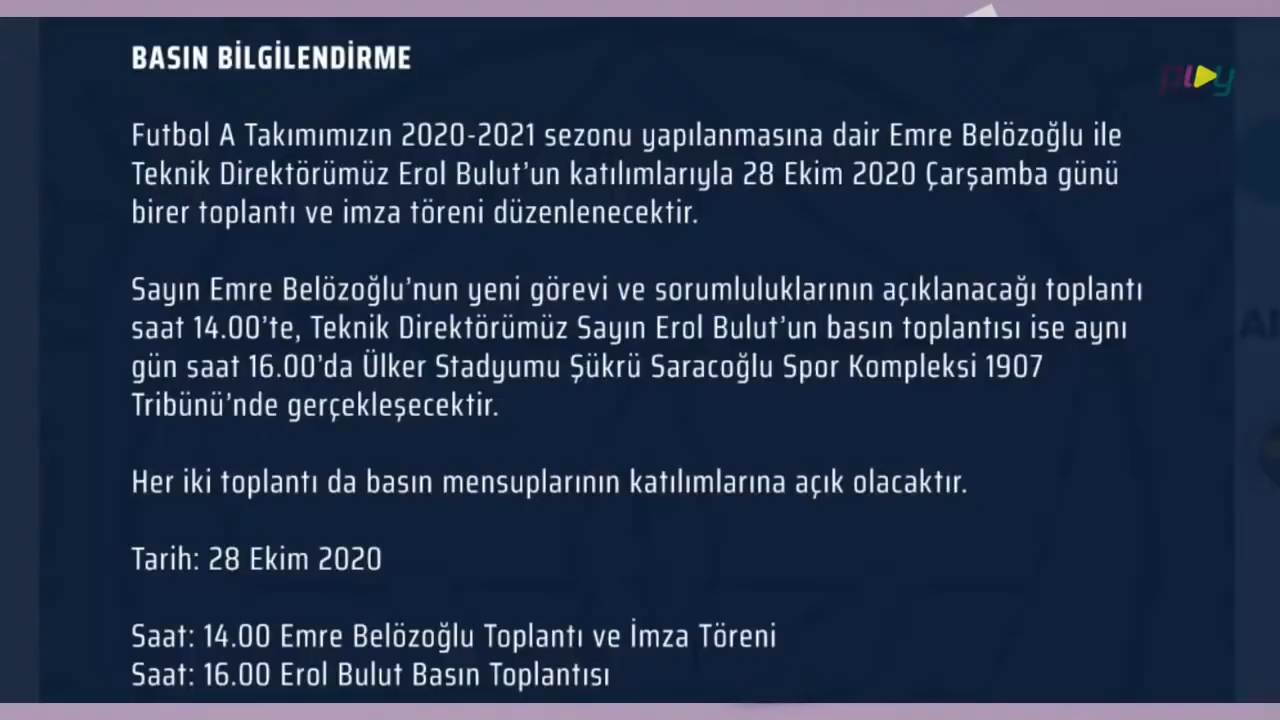 BASIN BİLGİLENDİRME
play
Futbol A Takımımızın 2020-2021 sezonu yapılanmasına dair Emre Belözoğlu ile
Teknik Direktörümüz Erol Bulut’un katılımlarıyla 28 Ekim 2020 Çarşamba günü
birer toplantı ve imza töreni düzenlenecektir.
Sayın Emre Belözoğlu’nun yeni görevi ve sorumluluklarının açıklanacağı toplantı
saat 14.00’te, Teknik Direktörümüz Sayın Erol Bulut’un basın toplantısı ise aynı
gün saat 16.00’da Ülker Stadyumu Şükrü Saracoğlu Spor Kompleksi 1907
Tribünü’nde gerçekleşecektir.
Her iki toplantı da basın mensuplarının katılımlarına açık olacaktır.
Tarih: 28 Ekim 2020
Saat: 14.00 Emre Belözoğlu Toplantı ve İmza Töreni
Saat: 16.00 Erol Bulut Basın Toplantısı